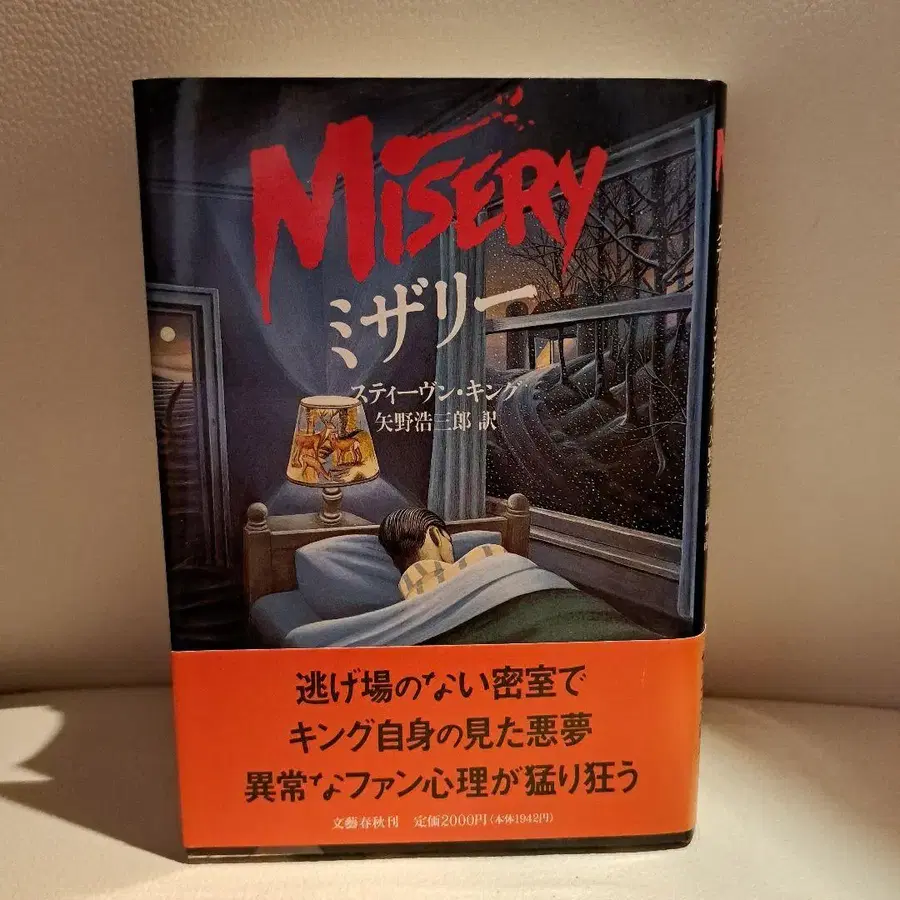 MISERY
ミザリー
スティーヴン・キング
矢野浩三郎 訳
逃げ場のない密室で
キング自身の見た悪夢
異常なファン心理が猛り狂う
文藝春秋刊 定価2000円(本体1942円)